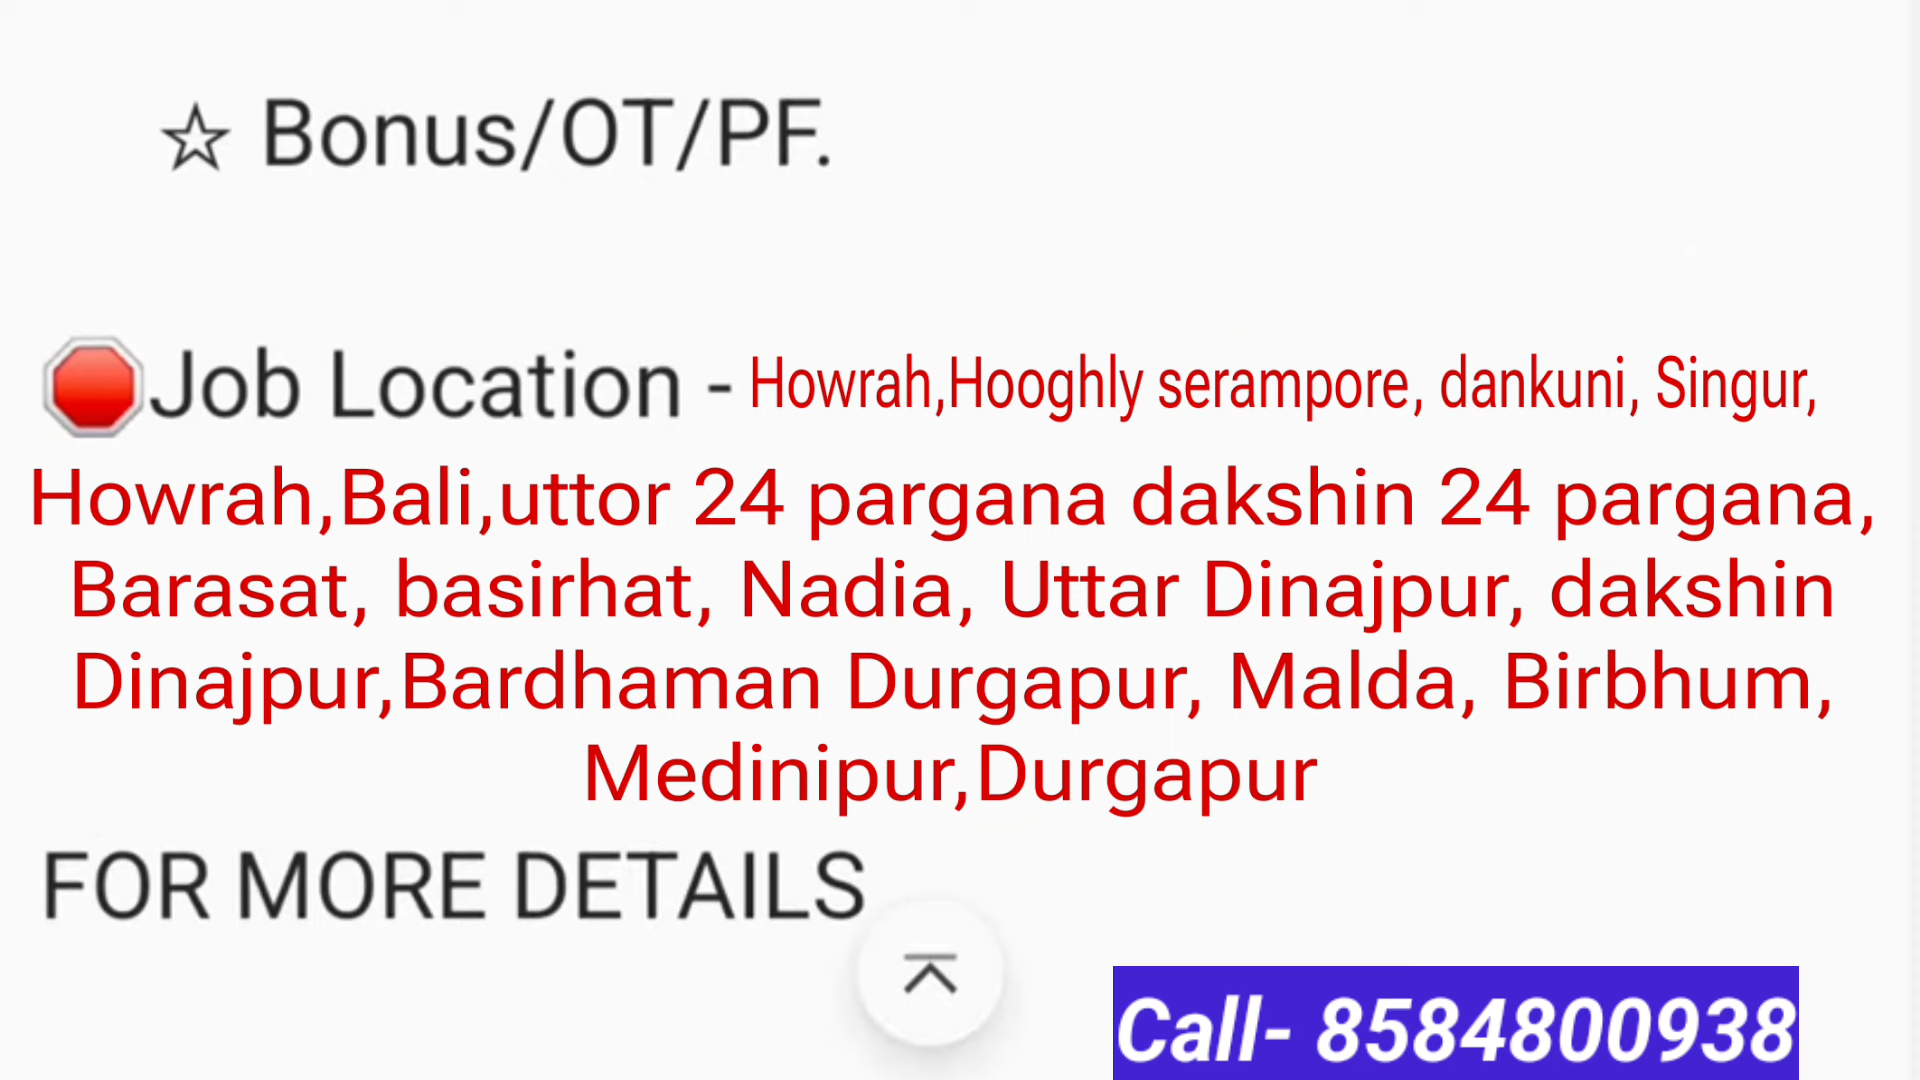 ☆ Bonus/OT/PF.
🛑Job Location - Howrah,Hooghly serampore, dankuni, Singur,
Howrah,Bali,uttor 24 pargana dakshin 24 pargana,
Barasat, basirhat, Nadia, Uttar Dinajpur, dakshin
Dinajpur,Bardhaman Durgapur, Malda, Birbhum,
Medinipur,Durgapur
FOR MORE DETAILS
Call- 8584800938